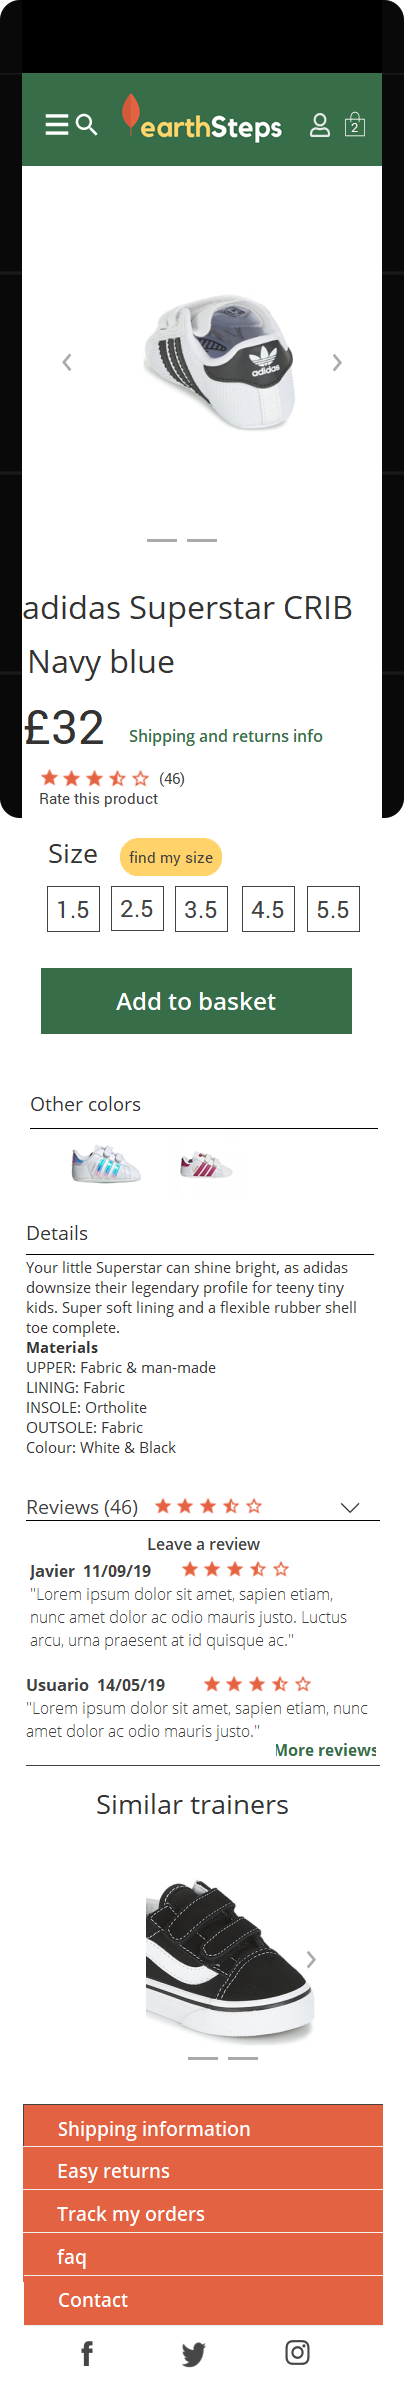 earthSteps
2
adidas
adidas Superstar CRIB
Navy blue
£32 Shipping and returns info
(46)
Rate this product
Size find my size
1.5 2.5 3.5 4.5 5.5
Add to basket
Other colors
Details
Your little Superstar can shine bright, as adidas
downsize their legendary profile for teeny tiny
kids. Super soft lining and a flexible rubber shell
toe complete.
Materials
UPPER: Fabric & man-made
LINING: Fabric
INSOLE: Ortholite
OUTSOLE: Fabric
Colour: White & Black
Reviews (46)
Leave a review
Javier 11/09/19
"Lorem ipsum dolor sit amet, sapien etiam,
nunc amet dolor ac odio mauris justo. Luctus
arcu, urna praesent at id quisque ac."
Usuario 14/05/19
"Lorem ipsum dolor sit amet, sapien etiam, nunc
amet dolor ac odio mauris justo."
More reviews
Similar trainers
Shipping information
Easy returns
Track my orders
faq
Contact